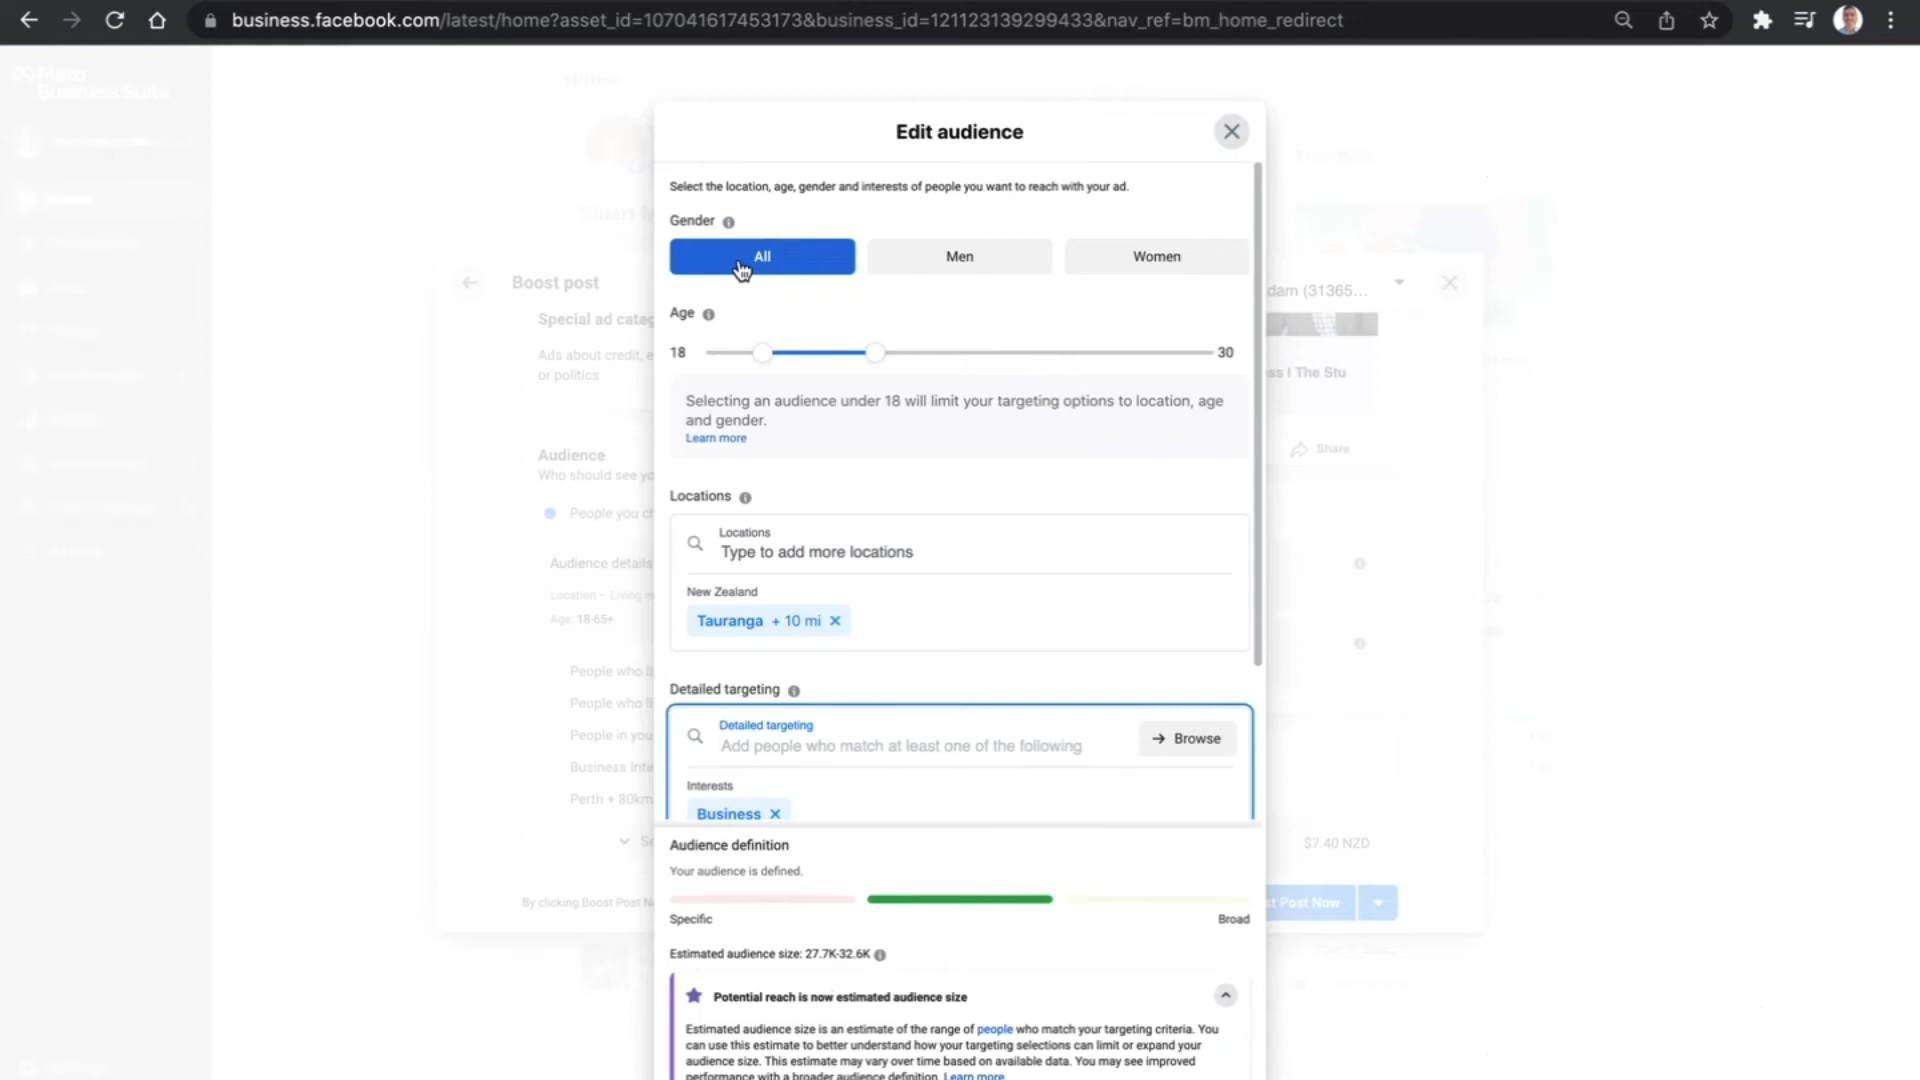 business.facebook.com/latest/home?asset_id=107041617453173&business_id=121123139299433&nav_ref=bm_home_redirect
Meta
Business Suite
Edit audience
Select the location, age, gender and interests of people you want to reach with your ad.
Gender
All
Men
Women
Boost post
dam (31365...
Special ad categ
Ads about credit, e
or politics
Age
18
30
ss I The Stu
Selecting an audience under 18 will limit your targeting options to location, age
and gender.
Learn more
Share
Audience
Who should see yo
People you ch
Locations
Locations
Type to add more locations
New Zealand
Tauranga + 10 mi
Audience details
Location - Living in
Age: 18-65+
People who li
People who li
People in you
Business Inte
Perth + 80km
Se
Detailed targeting
Detailed targeting
Add people who match at least one of the following
Browse
Interests
Business
Audience definition
Your audience is defined.
Specific
Broad
$7.40 NZD
By clicking Boost Post N
t Post Now
Estimated audience size: 27.7K-32.6K
Potential reach is now estimated audience size
Estimated audience size is an estimate of the range of people who match your targeting criteria. You
can use this estimate to better understand how your targeting selections can limit or expand your
audience size. This estimate may vary over time based on available data. You may see improved
performance with a broader audience definition. Learn more